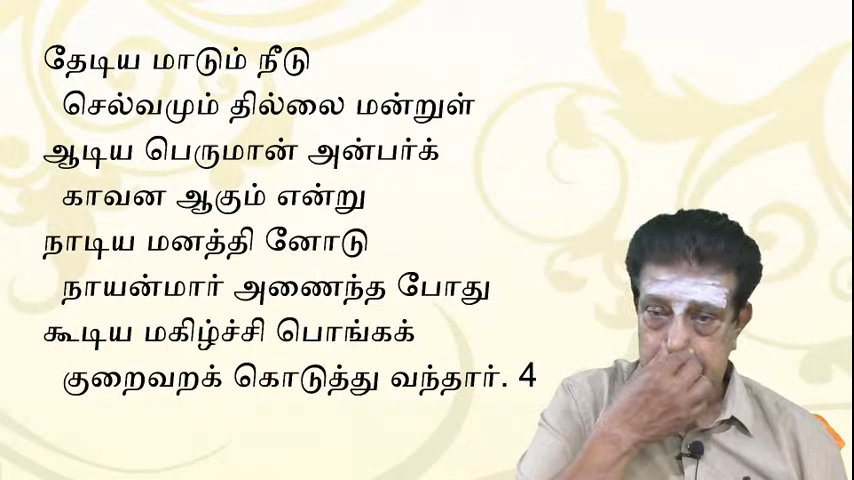 தேடிய மாடும் நீடு
செல்வமும் தில்லை மன்றுள்
ஆடிய பெருமான் அன்பர்க்
காவன ஆகும் என்று
நாடிய மனத்தி னோடு
நாயன்மார் அணைந்த போது
கூடிய மகிழ்ச்சி பொங்கக்
குறைவறக் கொடுத்து வந்தார். 4